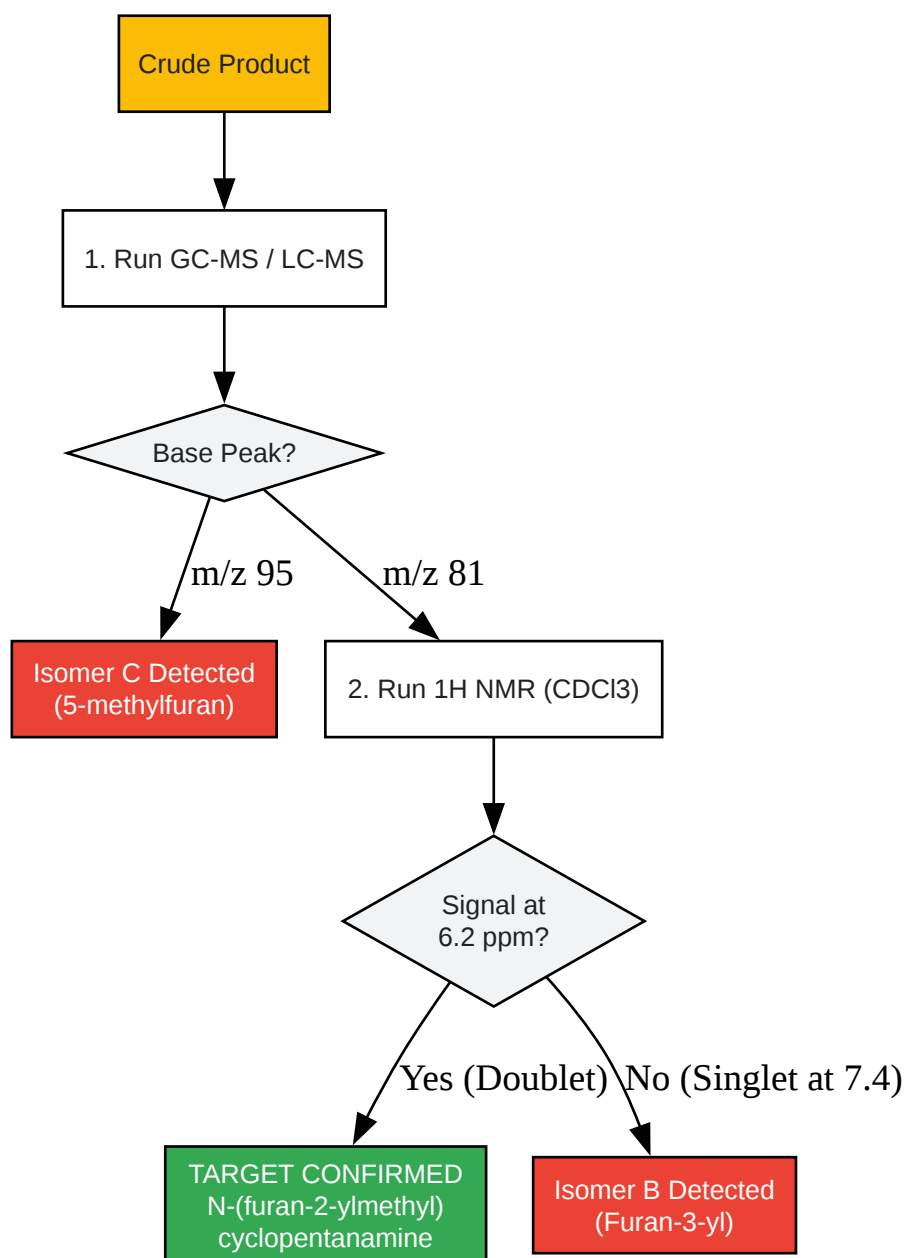 Crude Product
1. Run GC-MS / LC-MS
Base Peak?
m/z 95
m/z 81
Isomer C Detected
(5-methylfuran)
2. Run 1H NMR (CDCl3)
Signal at
6.2 ppm?
Yes (Doublet)
No (Singlet at 7.4)
TARGET CONFIRMED
N-(furan-2-ylmethyl)
cyclopentanamine
Isomer B Detected
(Furan-3-yl)